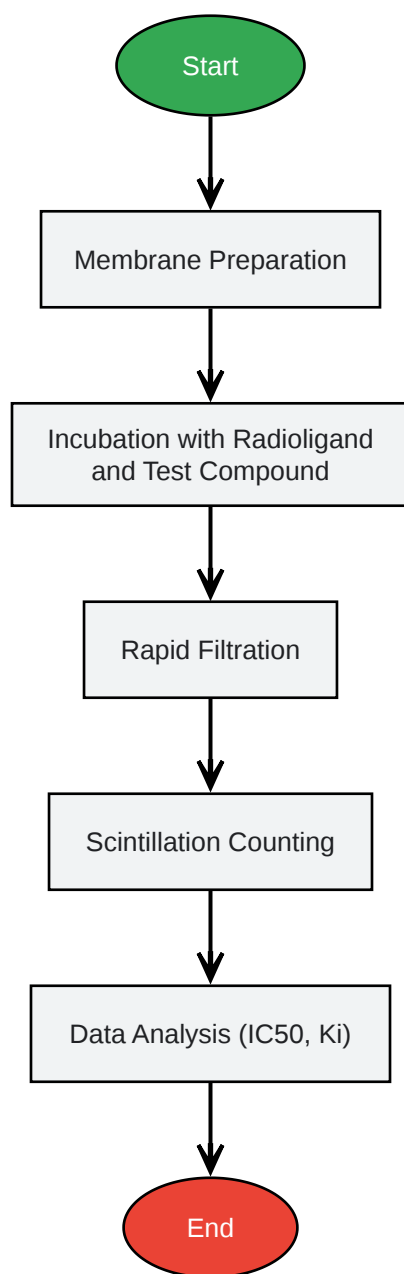 Start
Membrane Preparation
Incubation with Radioligand
and Test Compound
Rapid Filtration
Scintillation Counting
Data Analysis (IC50, Ki)
End